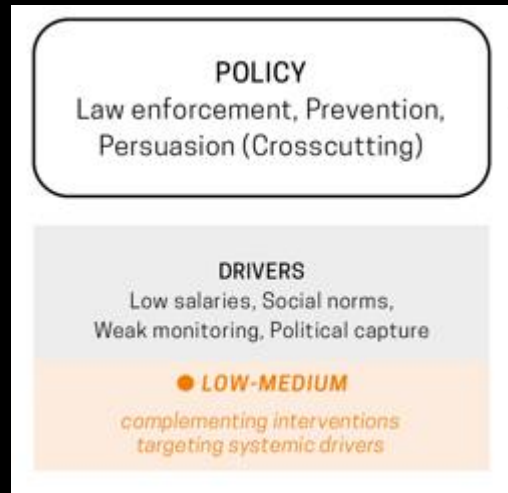 POLICY
Law enforcement, Prevention,
Persuasion (Crosscutting)
DRIVERS
Low salaries, Social norms,
Weak monitoring, Political capture
LOW-MEDIUM
complementing interventions
targeting systemic drivers